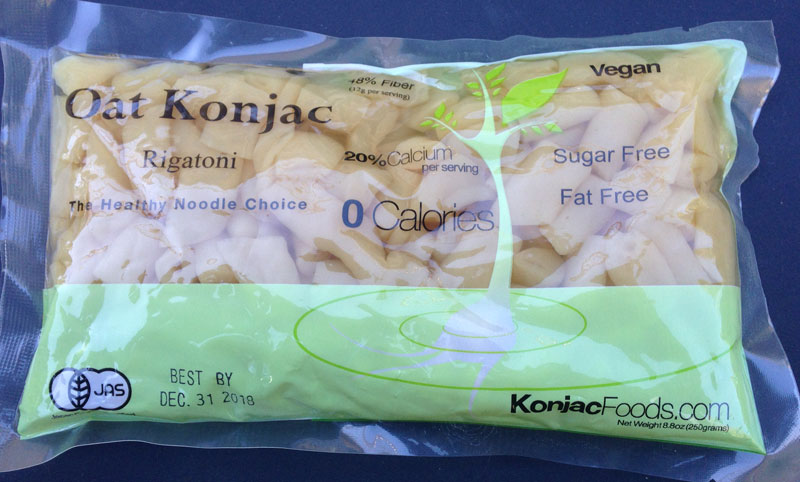 Vegan
48% Fiber
(12g per serving)
Oat Konjac
Rigatoni
20% Calcium
per serving
Sugar Free
The Healthy Noodle Choice
0 Calories
Fat Free
JAS
BEST BY
DEC. 31 2018
KonjacFoods.com
Net Weight 8.8oz (250grams)